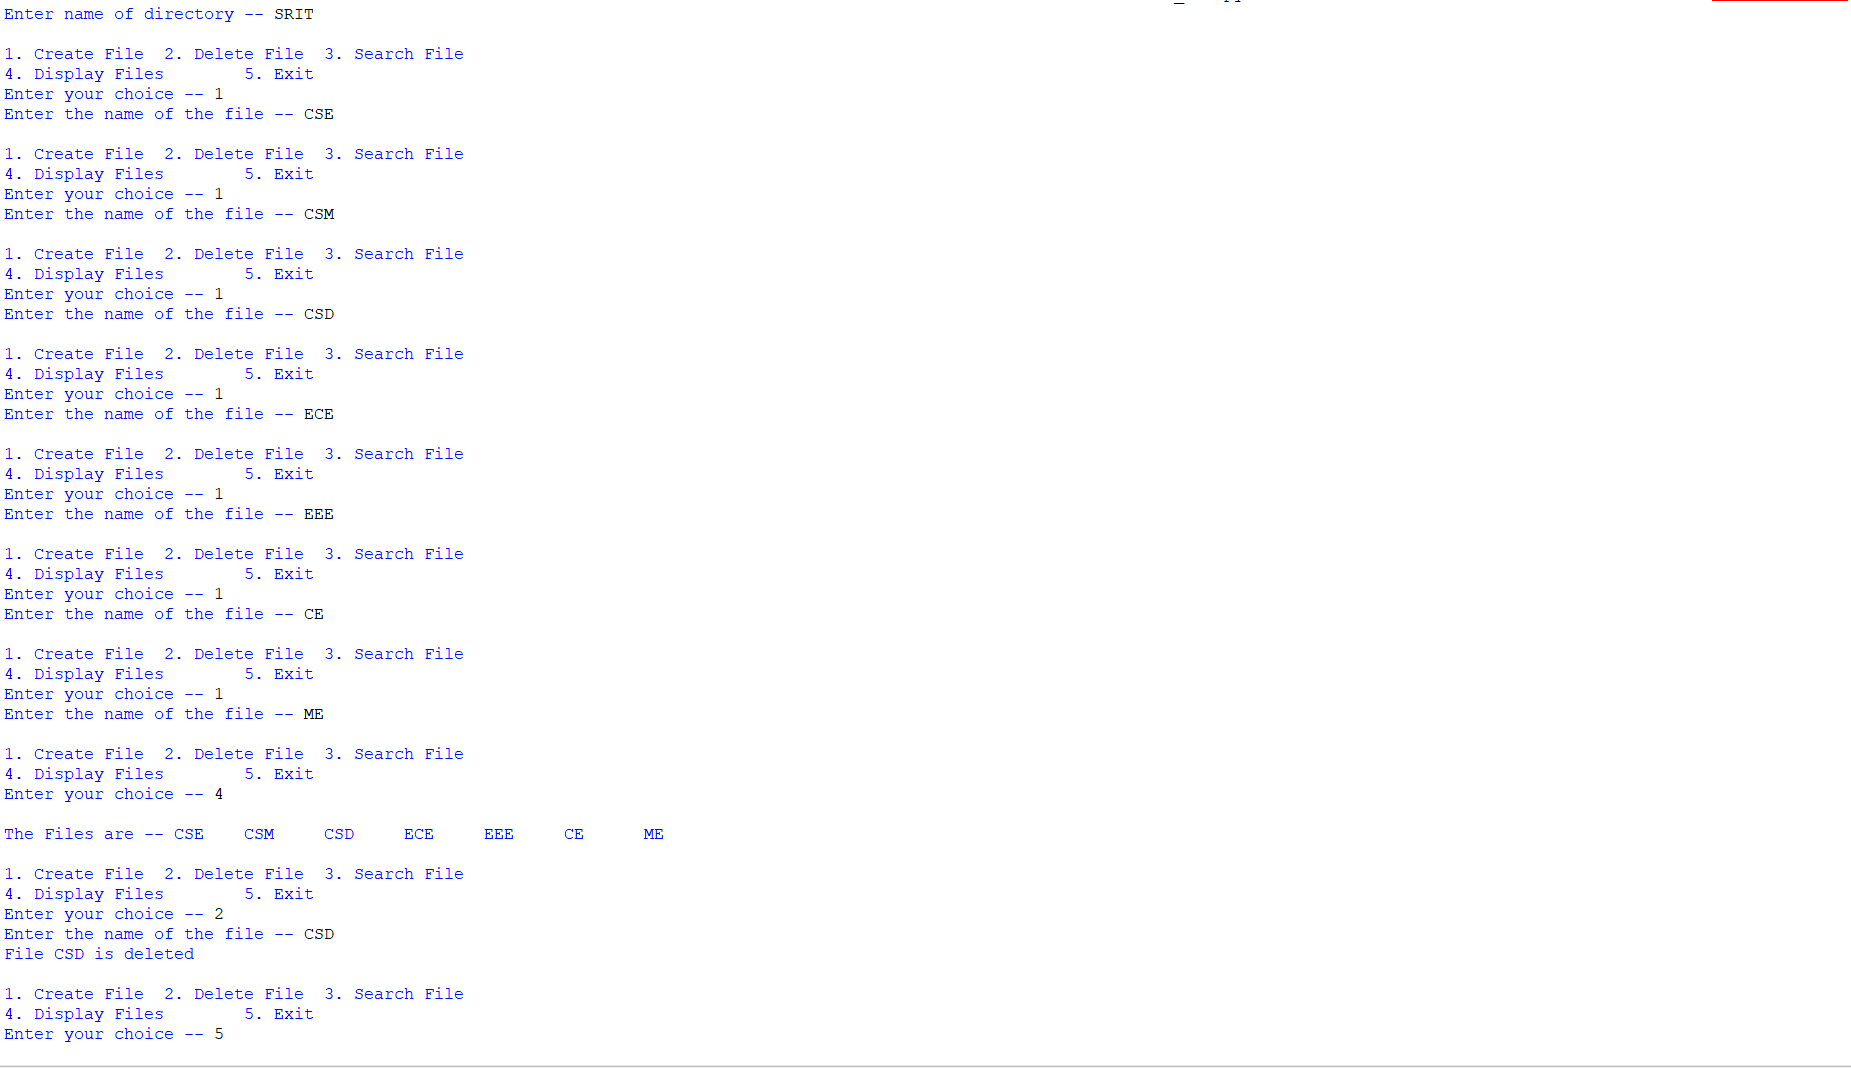 Enter name of directory -- SRIT
1. Create File  2. Delete File  3. Search File
4. Display Files        5. Exit
Enter your choice -- 1
Enter the name of the file -- CSE
1. Create File  2. Delete File  3. Search File
4. Display Files        5. Exit
Enter your choice -- 1
Enter the name of the file -- CSM
1. Create File  2. Delete File  3. Search File
4. Display Files        5. Exit
Enter your choice -- 1
Enter the name of the file -- CSD
1. Create File  2. Delete File  3. Search File
4. Display Files        5. Exit
Enter your choice -- 1
Enter the name of the file -- ECE
1. Create File  2. Delete File  3. Search File
4. Display Files        5. Exit
Enter your choice -- 1
Enter the name of the file -- EEE
1. Create File  2. Delete File  3. Search File
4. Display Files        5. Exit
Enter your choice -- 1
Enter the name of the file -- CE
1. Create File  2. Delete File  3. Search File
4. Display Files        5. Exit
Enter your choice -- 1
Enter the name of the file -- ME
1. Create File  2. Delete File  3. Search File
4. Display Files        5. Exit
Enter your choice -- 4
The Files are -- CSE    CSM     CSD     ECE     EEE     CE      ME
1. Create File  2. Delete File  3. Search File
4. Display Files        5. Exit
Enter your choice -- 2
Enter the name of the file -- CSD
File CSD is deleted
1. Create File  2. Delete File  3. Search File
4. Display Files        5. Exit
Enter your choice -- 5